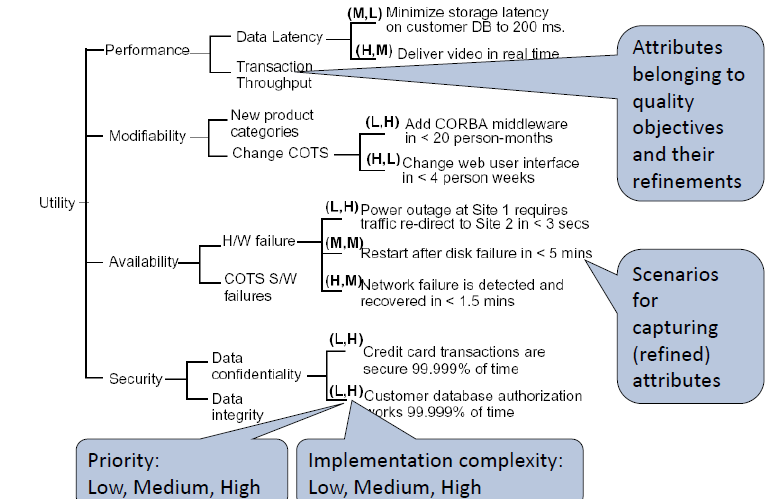 (M,L) Minimize storage latency
on customer DB to 200 ms.
Data Latency
Performance
(H,M) Deliver video in real time
Transaction
Throughput
Attributes
belonging to
quality
objectives
and their
refinements
New product
categories
Modifiability
(L,H) Add CORBA middleware
in < 20 person-months
Change COTS
(H,L) Change web user interface
in < 4 person weeks
Utility
(L,H) Power outage at Site 1 requires
traffic re-direct to Site 2 in < 3 secs
H/W failure
(M,M) Restart after disk failure in < 5 mins
Availability
COTS S/W
failures
(H,M) Network failure is detected and
recovered in < 1.5 mins
Scenarios
for
capturing
(refined)
attributes
(L,H) Credit card transactions are
secure 99.999% of time
Data
confidentiality
Security
Data
integrity
(L,H) Customer database authorization
works 99.999% of time
Priority:
Low, Medium, High
Implementation complexity:
Low, Medium, High